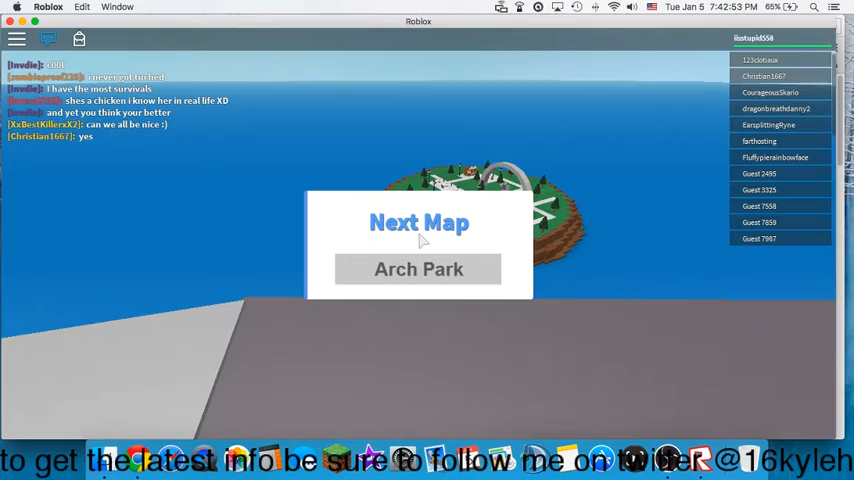 Roblox Edit Window
65% Tue Jan 5 7:42:53 PM
Roblox
iisstupid558
[Invdie]: :OOL
[zombieproof228]: i never got turched
[Invdie]: I have the most survivals
shes a chicken i know her in real life XD
[Invdie]: and yet you think your better
[XxBestKillerxX2]: can we all be nice :)
[Christian1667]: yes
123clotiaux
Christian1667
CourageousSkario
dragonbreathdanny2
EarsplittingRyne
farthosting
Fluffypierainbowface
Guest 2495
Guest 3325
Guest 7558
Guest 7859
Guest 7987
Next Map
Arch Park
to get the latest info be sure to follow me on twitter @16kyleh